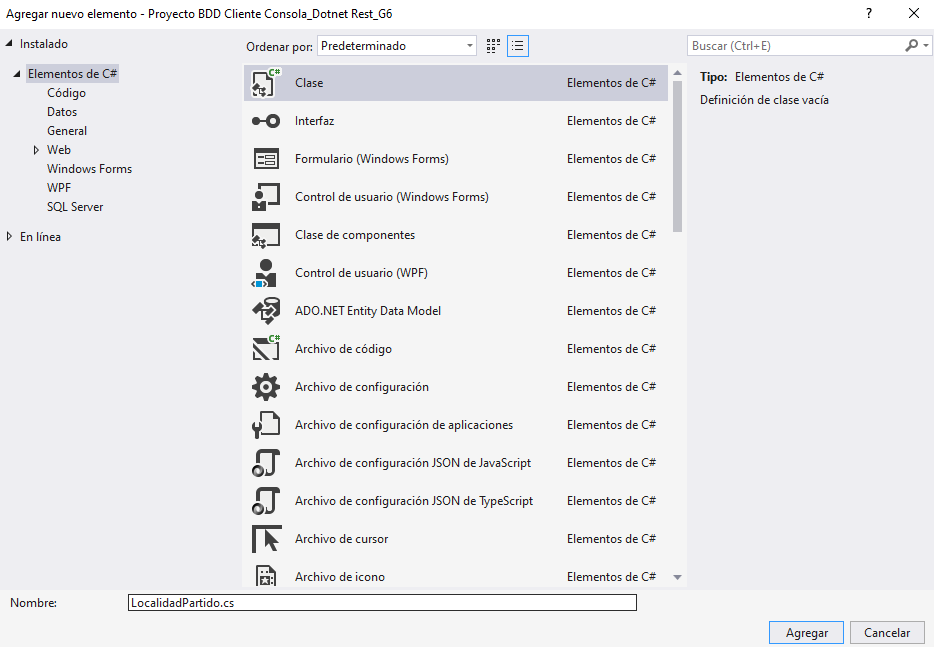 Agregar nuevo elemento - Proyecto BDD Cliente Consola_Dotnet Rest_G6
?
Instalado
Ordenar por: Predeterminado
Buscar (Ctrl+E)
Elementos de C#
Código
Datos
General
Web
Windows Forms
WPF
SQL Server
En línea
C# Clase Elementos de C#
Interfaz Elementos de C#
Formulario (Windows Forms) Elementos de C#
Control de usuario (Windows Forms) Elementos de C#
Clase de componentes Elementos de C#
Control de usuario (WPF) Elementos de C#
ADO.NET Entity Data Model Elementos de C#
C# Archivo de código Elementos de C#
Archivo de configuración Elementos de C#
Archivo de configuración de aplicaciones Elementos de C#
Archivo de configuración JSON de JavaScript Elementos de C#
Archivo de configuración JSON de TypeScript Elementos de C#
Archivo de cursor Elementos de C#
Archivo de icono Elementos de C#
Tipo: Elementos de C#
Definición de clase vacía
Nombre: LocalidadPartido.cs
Agregar Cancelar